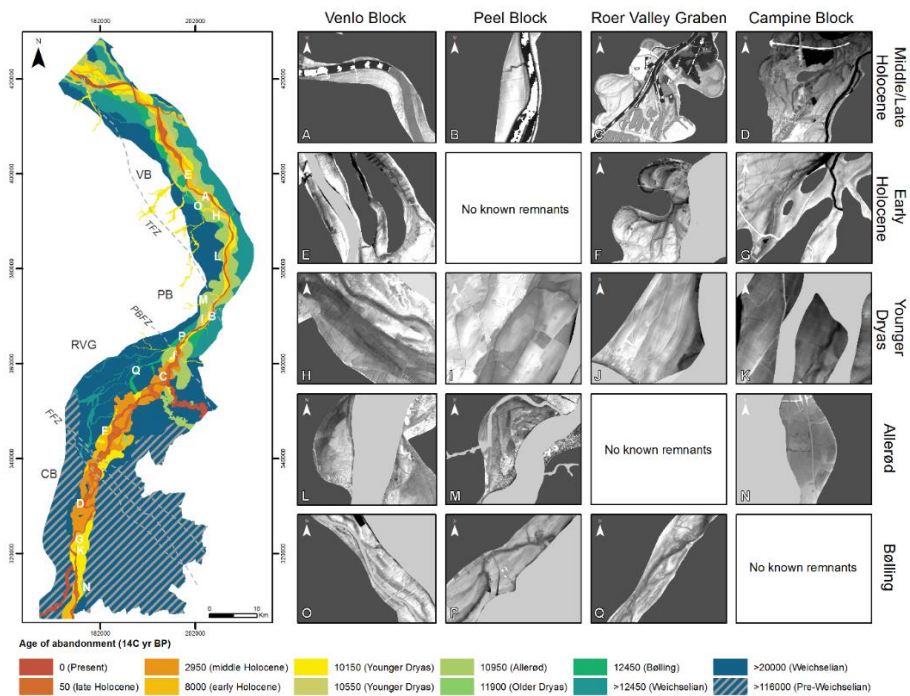 Venlo Block
Peel Block
Roer Valley Graben
Campine Block
N
182000
202000
420000
400000
380000
360000
340000
320000
VB
TFZ
PB
PBFZ
RVG
FFZ
CB
E
A
O
H
L
M
I
B
P
J
C
Q
F
D
G
K
N
182000
202000
0
10
Km
A
B
C
D
Middle/Late
Holocene
E
No known remnants
F
G
Early
Holocene
H
I
J
K
Younger
Dryas
L
M
No known remnants
N
Allerød
O
P
Q
No known remnants
Bølling
Age of abandonment (14C yr BP)
0 (Present)
2950 (middle Holocene)
10150 (Younger Dryas)
10950 (Allerød)
12450 (Bølling)
>20000 (Weichselian)
50 (late Holocene)
8000 (early Holocene)
10550 (Younger Dryas)
11900 (Older Dryas)
>12450 (Weichselian)
>116000 (Pre-Weichselian)